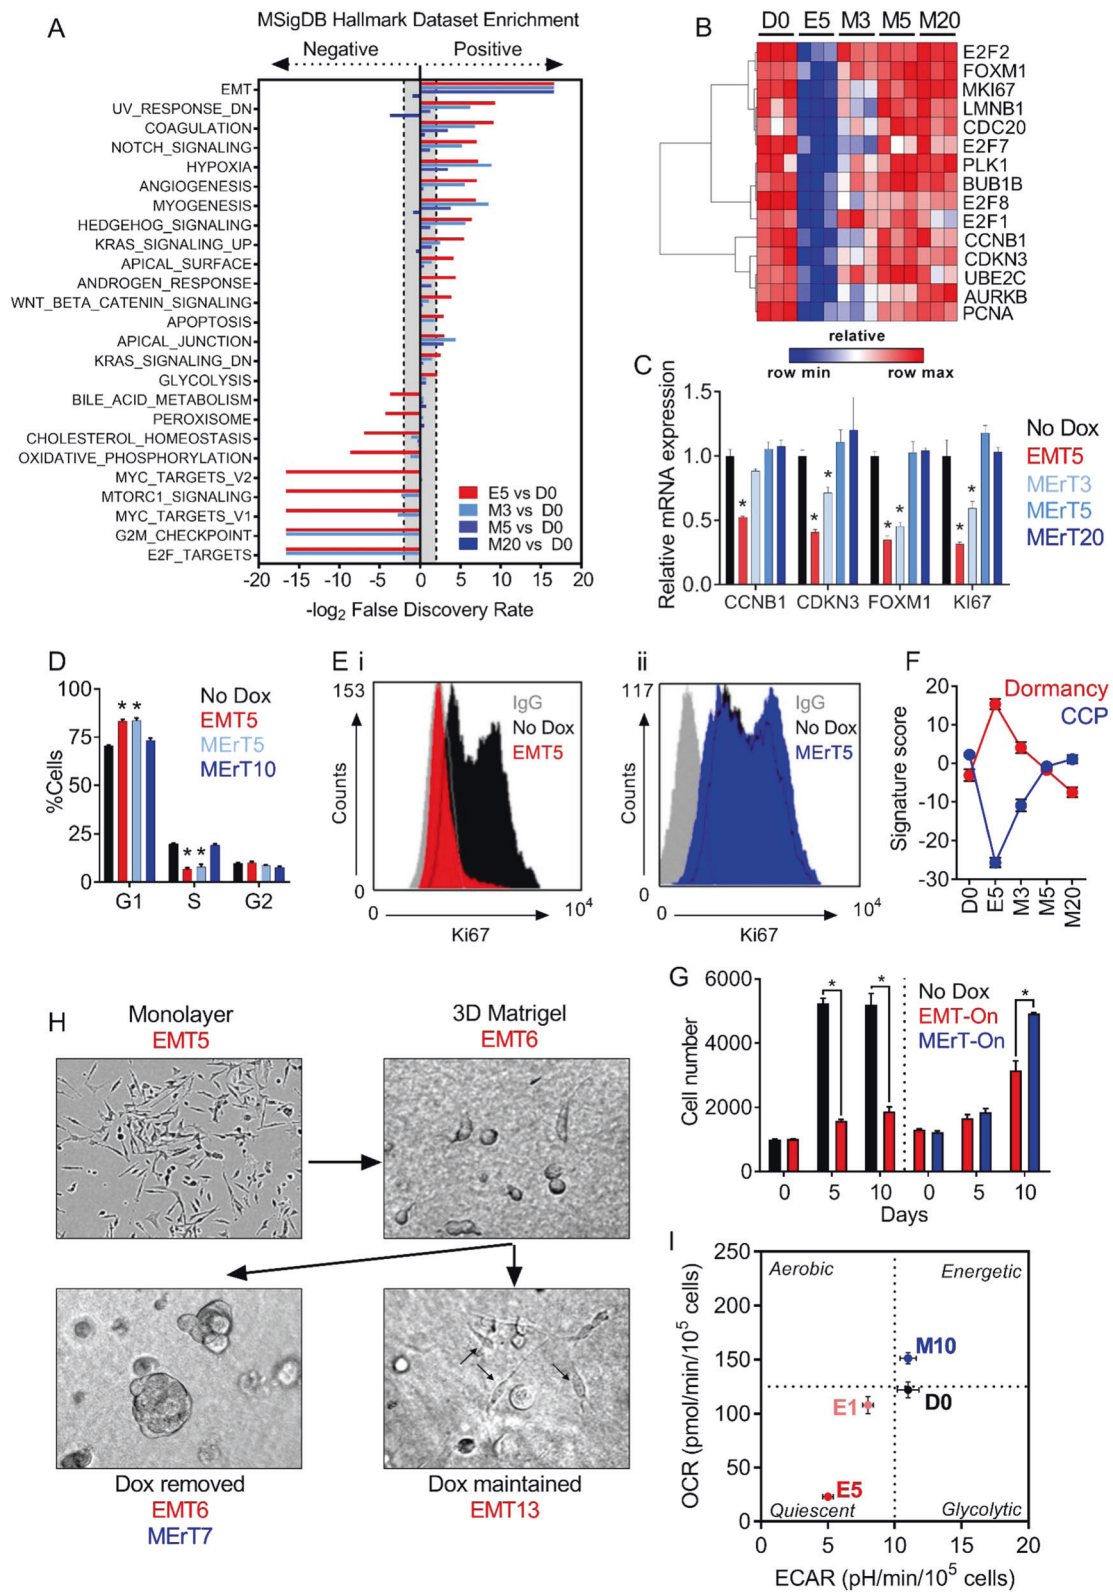 A
MSigDB Hallmark Dataset Enrichment
Negative
Positive
EMT
UV_RESPONSE_DN
COAGULATION
NOTCH_SIGNALING
HYPOXIA
ANGIOGENESIS
MYOGENESIS
HEDGEHOG_SIGNALING
KRAS_SIGNALING_UP
APICAL_SURFACE
ANDROGEN_RESPONSE
WNT_BETA_CATENIN_SIGNALING
APOPTOSIS
APICAL_JUNCTION
KRAS_SIGNALING_DN
GLYCOLYSIS
BILE_ACID_METABOLISM
PEROXISOME
CHOLESTEROL_HOMEOSTASIS
OXIDATIVE_PHOSPHORYLATION
MYC_TARGETS_V2
MTORC1_SIGNALING
MYC_TARGETS_V1
G2M_CHECKPOINT
E2F_TARGETS
E5 vs D0
M3 vs D0
M5 vs D0
M20 vs D0
-20 -15 -10 -5 0 5 10 15 20
-log2 False Discovery Rate
B
D0 E5 M3 M5 M20
E2F2
FOXM1
MKI67
LMNB1
CDC20
E2F7
PLK1
BUB1B
E2F8
E2F1
CCNB1
CDKN3
UBE2C
AURKB
PCNA
relative
row min row max
C
Relative mRNA expression
1.5
1.0
0.5
0.0
* * * * * * *
CCNB1 CDKN3 FOXM1 KI67
No Dox
EMT5
MErT3
MErT5
MErT20
D
%Cells
100
75
50
25
0
* *
* *
G1 S G2
No Dox
EMT5
MErT5
MErT10
E i
153
Counts
0
0 10^4
Ki67
IgG
No Dox
EMT5
ii
117
Counts
0
0 10^4
Ki67
IgG
No Dox
MErT5
F
Signature score
20
10
0
-10
-20
-30
Dormancy
CCP
D0 E5 M3 M5 M20
G
Cell number
6000
4000
2000
0
* * *
No Dox
EMT-On
MErT-On
0 5 10 0 5 10
Days
H
Monolayer
EMT5
3D Matrigel
EMT6
Dox removed
EMT6
MErT7
Dox maintained
EMT13
I
OCR (pmol/min/10^5 cells)
250
200
150
100
50
0
Aerobic
Energetic
M10
D0
E1
E5
Quiescent
Glycolytic
0 5 10 15 20
ECAR (pH/min/10^5 cells)